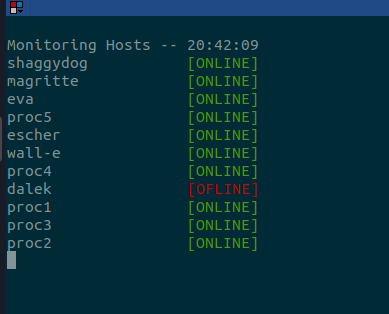 Monitoring Hosts -- 20:42:09
shaggydog [ONLINE]
magritte [ONLINE]
eva [ONLINE]
proc5 [ONLINE]
escher [ONLINE]
wall-e [ONLINE]
proc4 [ONLINE]
dalek [OFLINE]
proc1 [ONLINE]
proc3 [ONLINE]
proc2 [ONLINE]